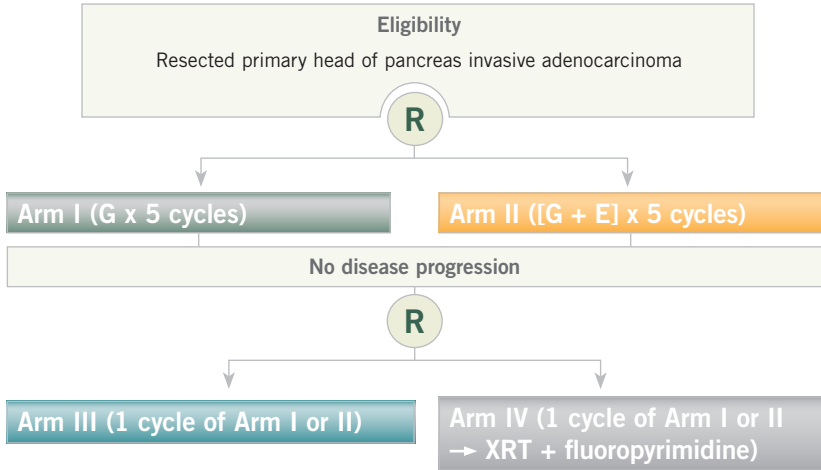 Eligibility
Resected primary head of pancreas invasive adenocarcinoma
R
Arm I (G x 5 cycles)
Arm II ([G + E] x 5 cycles)
No disease progression
R
Arm III (1 cycle of Arm I or II)
Arm IV (1 cycle of Arm I or II
→ XRT + fluoropyrimidine)